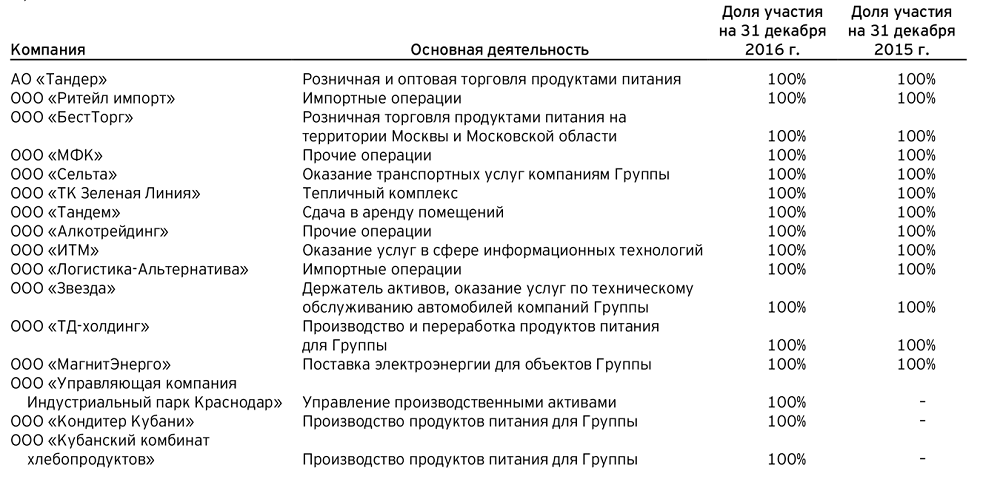 Доля участия Доля участия
на 31 декабря на 31 декабря
Компания Основная деятельность 2016 г. 2015 г.
АО «Тандер» Розничная и оптовая торговля продуктами питания 100% 100%
ООО «Ритейл импорт» Импортные операции 100% 100%
ООО «БестТорг» Розничная торговля продуктами питания на
территории Москвы и Московской области 100% 100%
ООО «МФК» Прочие операции 100% 100%
ООО «Сельта» Оказание транспортных услуг компаниям Группы 100% 100%
ООО «ТК Зеленая Линия» Тепличный комплекс 100% 100%
ООО «Тандем» Сдача в аренду помещений 100% 100%
ООО «Алкотрейдинг» Прочие операции 100% 100%
ООО «ИТМ» Оказание услуг в сфере информационных технологий 100% 100%
ООО «Логистика-Альтернатива» Импортные операции 100% 100%
ООО «Звезда» Держатель активов, оказание услуг по техническому
обслуживанию автомобилей компаний Группы 100% 100%
ООО «ТД-холдинг» Производство и переработка продуктов питания
для Группы 100% 100%
ООО «МагнитЭнерго» Поставка электроэнергии для объектов Группы 100% 100%
ООО «Управляющая компания
Индустриальный парк Краснодар» Управление производственными активами 100% –
ООО «Кондитер Кубани» Производство продуктов питания для Группы 100% –
ООО «Кубанский комбинат
хлебопродуктов» Производство продуктов питания для Группы 100% –